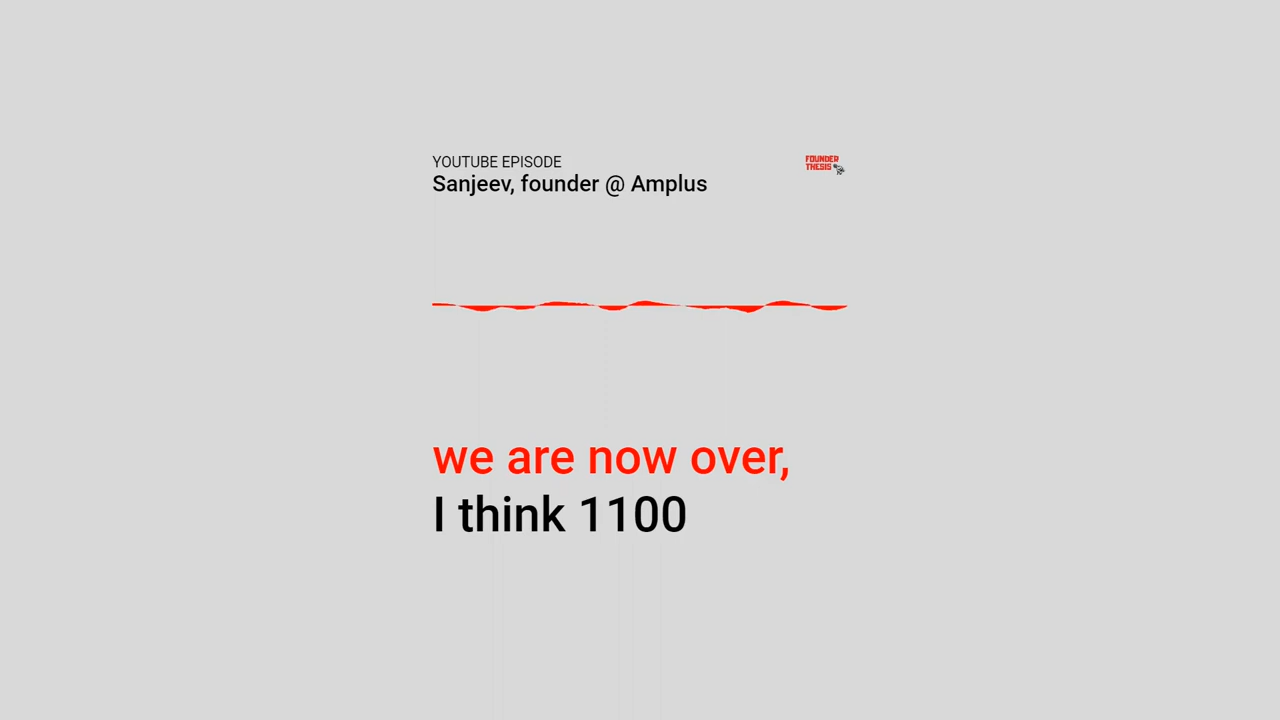 YOUTUBE EPISODE
Sanjeev, founder @ Amplus
FOUNDER
THESIS
we are now over,
I think 1100